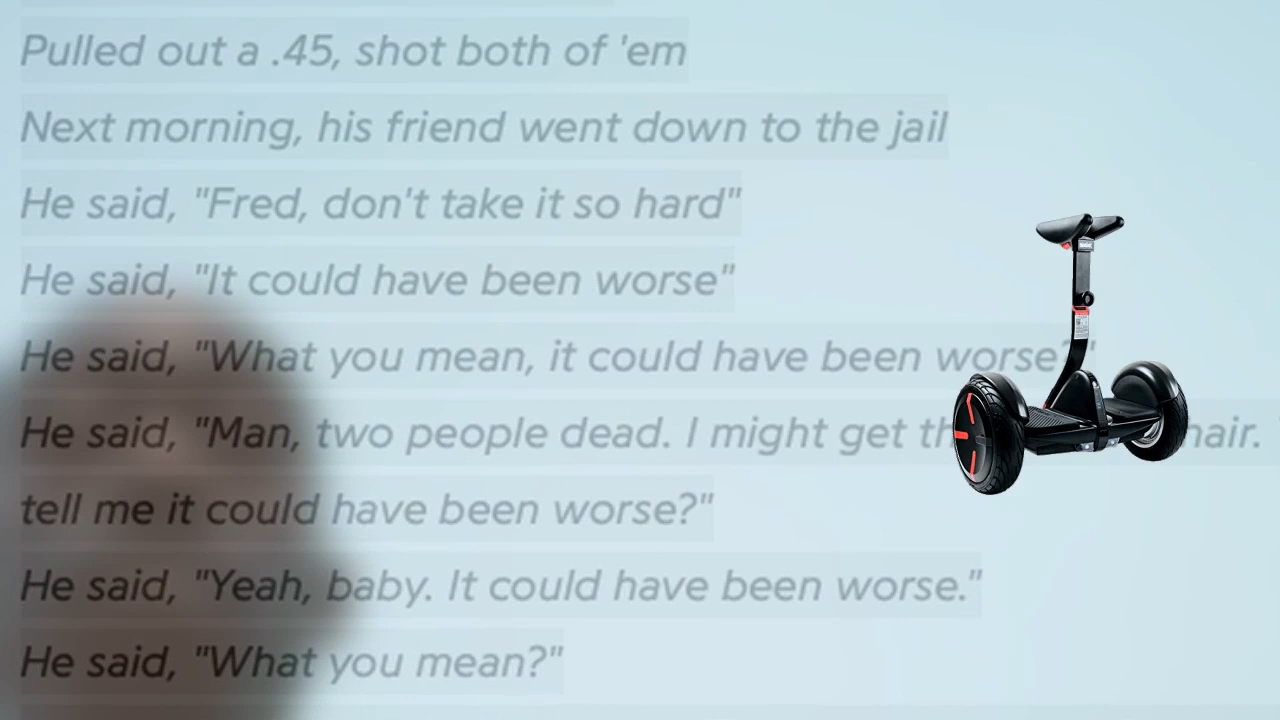 Pulled out a .45, shot both of 'em
Next morning, his friend went down to the jail
He said, "Fred, don't take it so hard"
He said, "It could have been worse"
He said, "What you mean, it could have been worse?"
He said, "Man, two people dead. I might get th hair.
tell me it could have been worse?"
He said, "Yeah, baby. It could have been worse."
He said, "What you mean?"